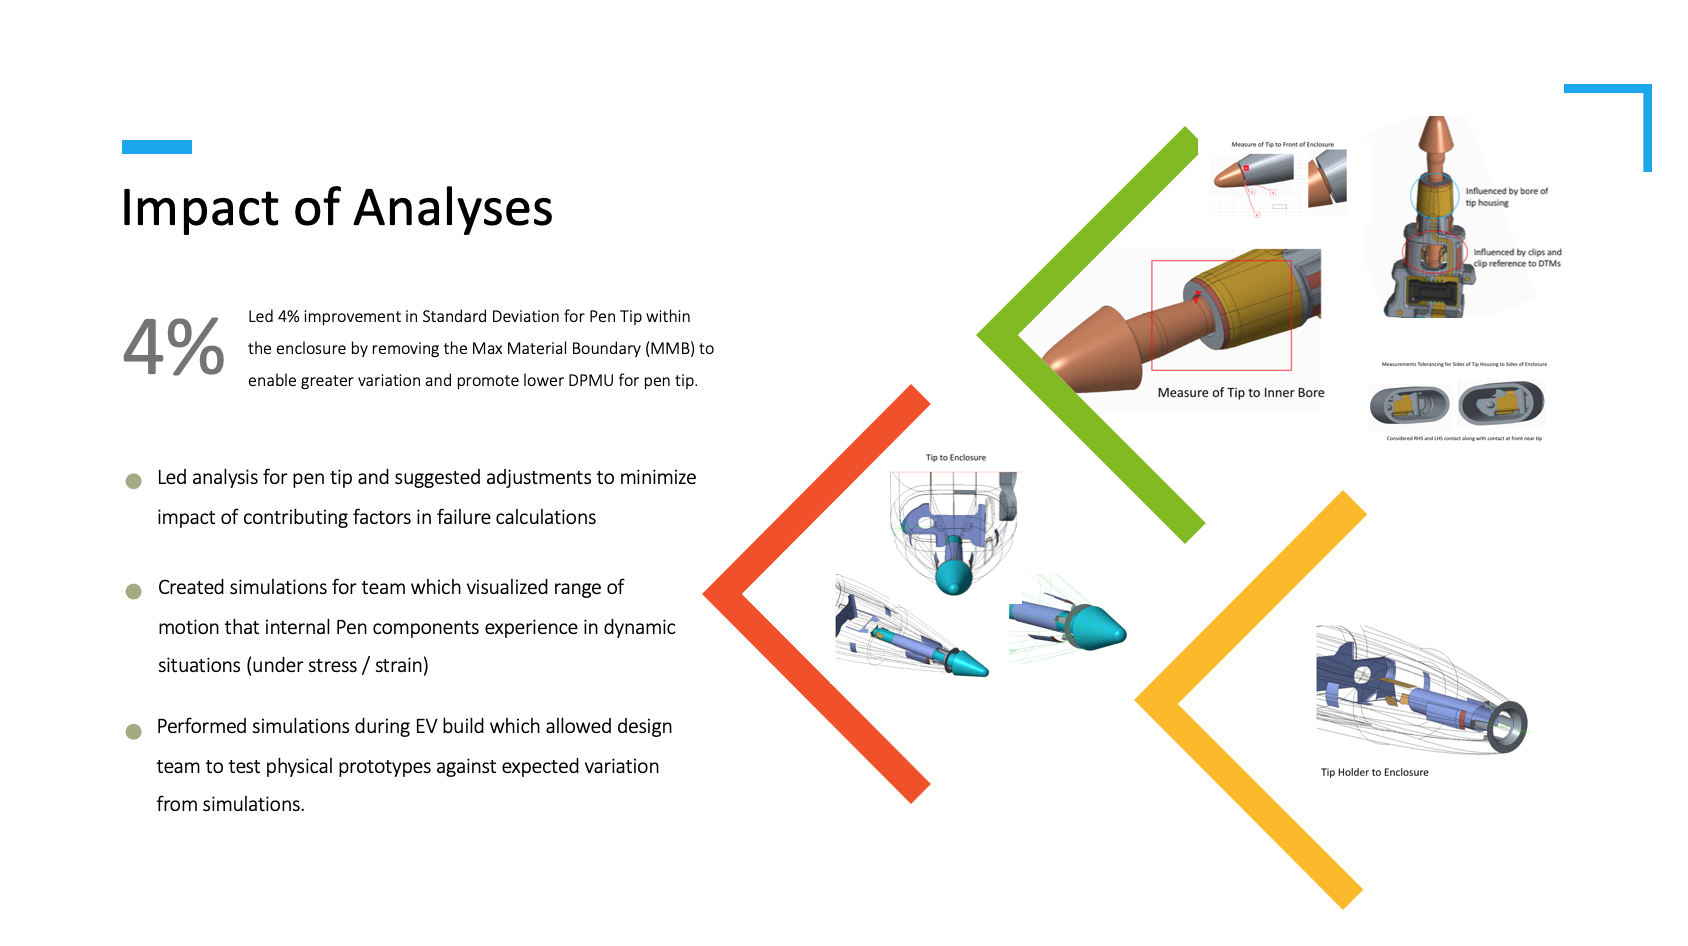 Impact of Analyses
4%
Led 4% improvement in Standard Deviation for Pen Tip within
the enclosure by removing the Max Material Boundary (MMB) to
enable greater variation and promote lower DPMU for pen tip.
Led analysis for pen tip and suggested adjustments to minimize
impact of contributing factors in failure calculations
Created simulations for team which visualized range of
motion that internal Pen components experience in dynamic
situations (under stress / strain)
Performed simulations during EV build which allowed design
team to test physical prototypes against expected variation
from simulations.
Measure of Tip to Front of Enclosure
Influenced by bore of
tip housing
Influenced by clips and
clip reference to DTMs
Measure of Tip to Inner Bore
Measurements Tolerancing for Sides of Tip Housing to Sides of Enclosure
Considered RHS and LHS contact along with contact at front near tip
Tip to Enclosure
Tip Holder to Enclosure